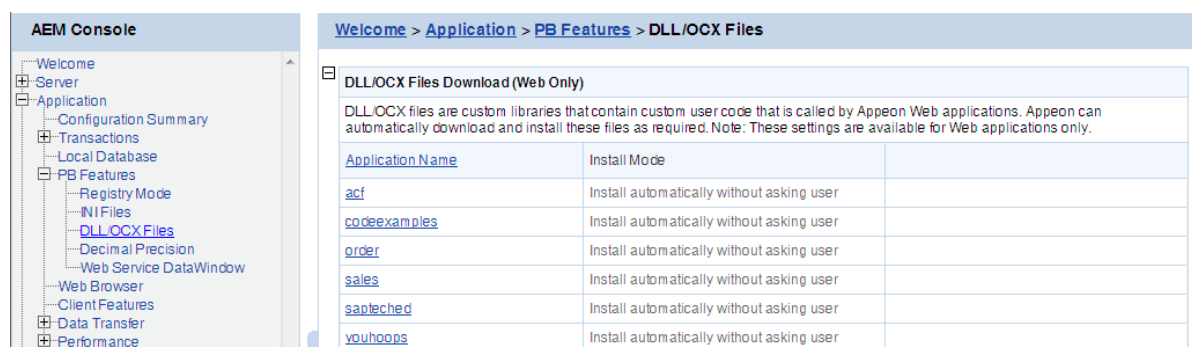 AEM Console
Welcome
Server
Application
Configuration Summary
Transactions
Local Database
PB Features
Registry Mode
INI Files
DLL/OCX Files
Decimal Precision
Web Service DataWindow
Web Browser
Client Features
Data Transfer
Performance
Welcome > Application > PB Features > DLL/OCX Files
DLL/OCX Files Download (Web Only)
DLL/OCX files are custom libraries that contain custom user code that is called by Appeon Web applications. Appeon can
automatically download and install these files as required. Note: These settings are available for Web applications only.
Application Name Install Mode
acf Install automatically without asking user
codeexamples Install automatically without asking user
order Install automatically without asking user
sales Install automatically without asking user
sapteched Install automatically without asking user
youhoops Install automatically without asking user